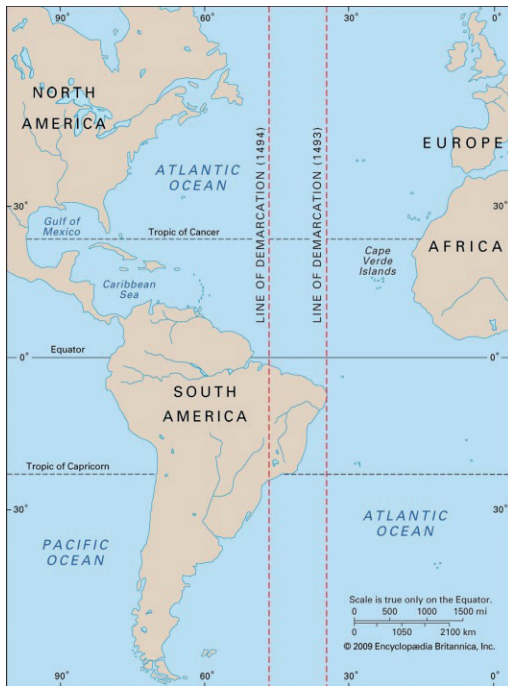 90°
60°
30°
0°
NORTH
AMERICA
EUROPE
ATLANTIC
OCEAN
LINE OF DEMARCATION (1494)
LINE OF DEMARCATION (1493)
30°
30°
Gulf of
Mexico
Tropic of Cancer
AFRICA
Cape
Verde
Islands
Caribbean
Sea
0°
Equator
0°
SOUTH
AMERICA
Tropic of Capricorn
30°
30°
ATLANTIC
OCEAN
PACIFIC
OCEAN
Scale is true only on the Equator.
0 500 1000 1500 mi
0 1050 2100 km
© 2009 Encyclopædia Britannica, Inc.
90°
60°
30°
0°